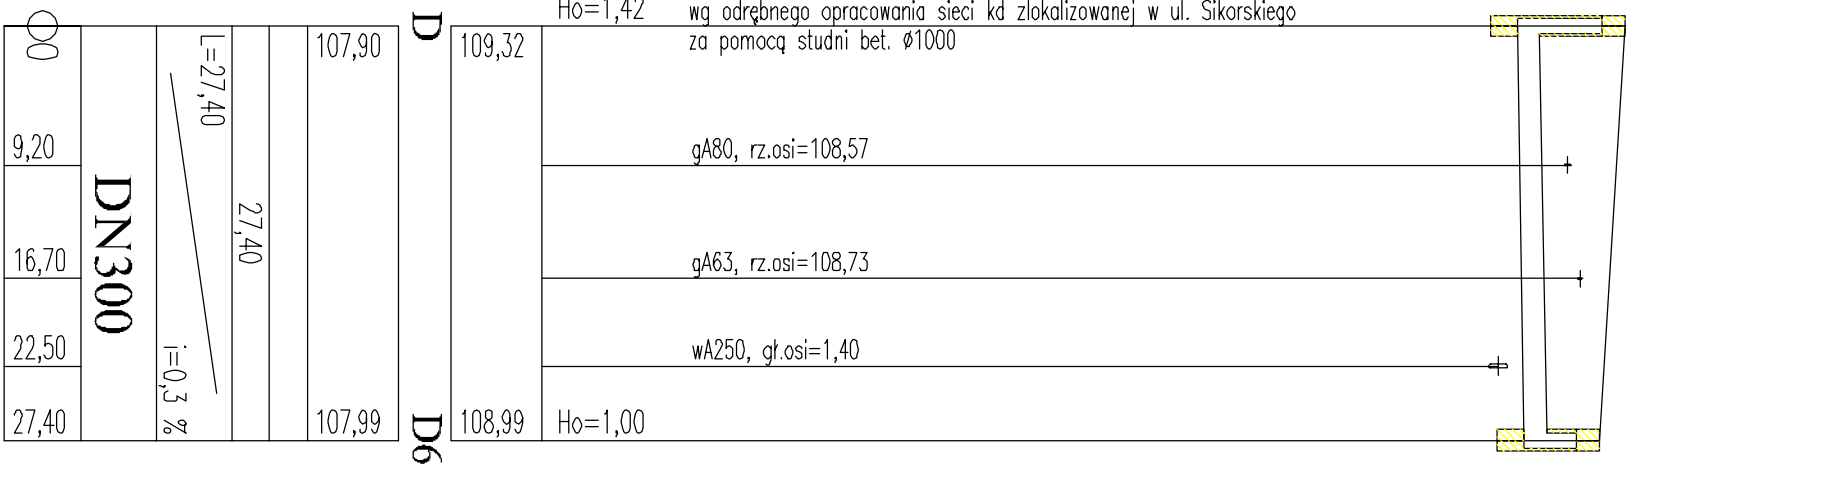 Ho=1,42
wg odrębnego opracowania sieci kd zlokalizowanej w ul. Sikorskiego
za pomocą studni bet. ø1000
107,90
D
109,32
L=27,40
9,20
gA80, rz.osi=108,57
DN300
27,40
16,70
gA63, rz.osi=108,73
22,50
i=0,3 %
wA250, gł.osi=1,40
27,40
107,99
D6
108,99
Ho=1,00